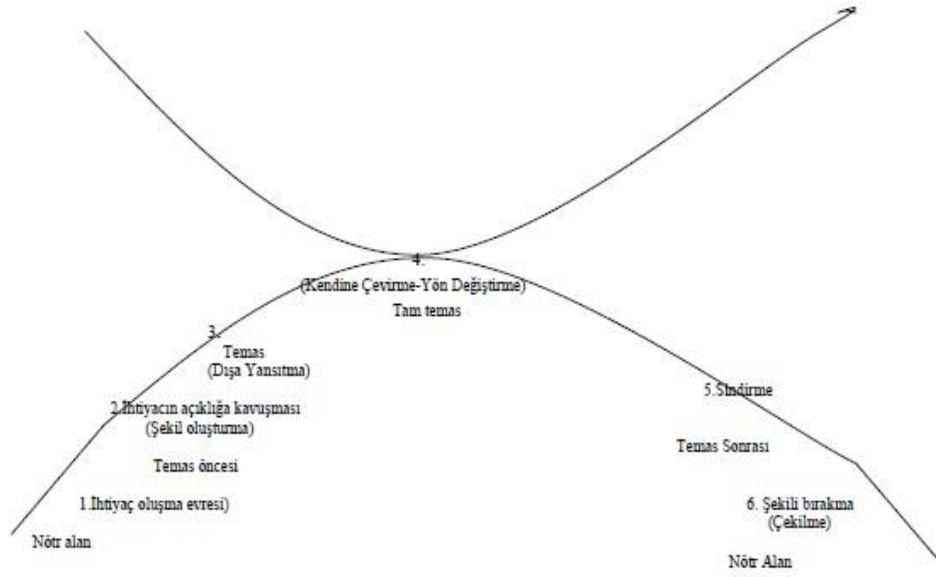 4.
(Kendine Çevirme-Yön Değiştirme)
Tam temas
3.
Temas
(Dışa Yansıtma)
2.İhtiyacın açıklığa kavuşması
(Şekil oluşturma)
Temas öncesi
1.İhtiyaç oluşma evresi)
Nötr alan
5.SIndirme
Temas Sonrası
6. Şekili bırakma
(Çekilme)
Nötr Alan